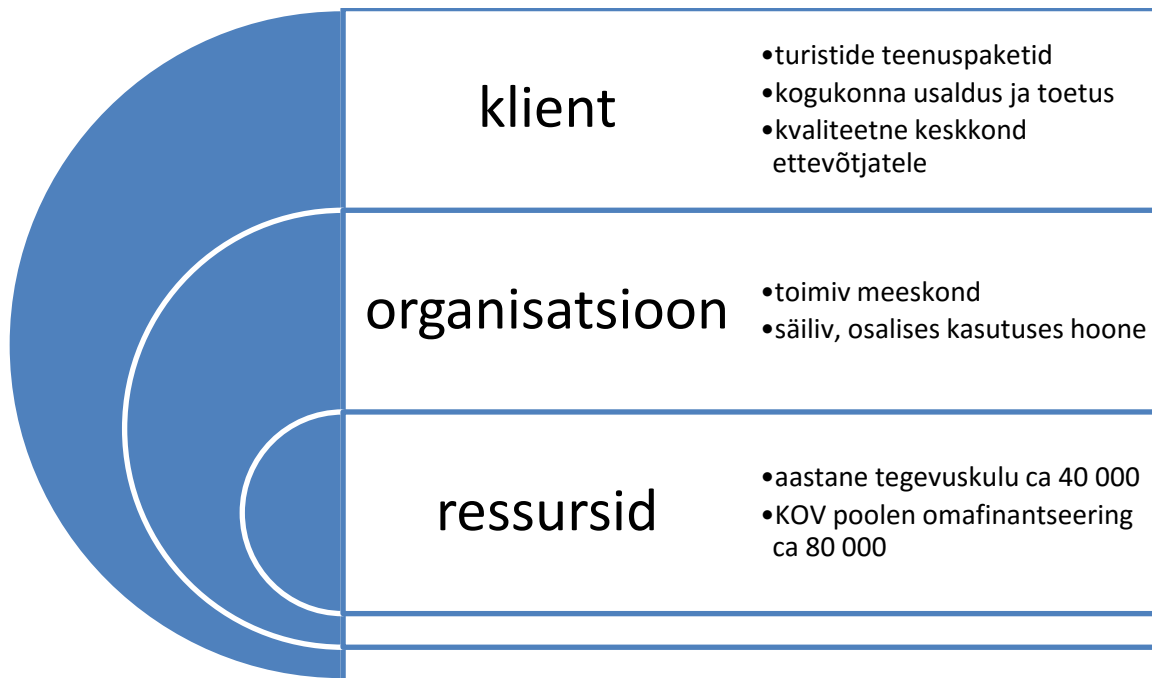 klient
•turistide teenuspaketid
•kogukonna usaldus ja toetus
•kvaliteetne keskkond
ettevõtjatele
organisatsioon
•toimiv meeskond
•säiliv, osalises kasutuses hoone
ressursid
•aastane tegevuskulu ca 40 000
•KOV poolen omafinantseering
ca 80 000